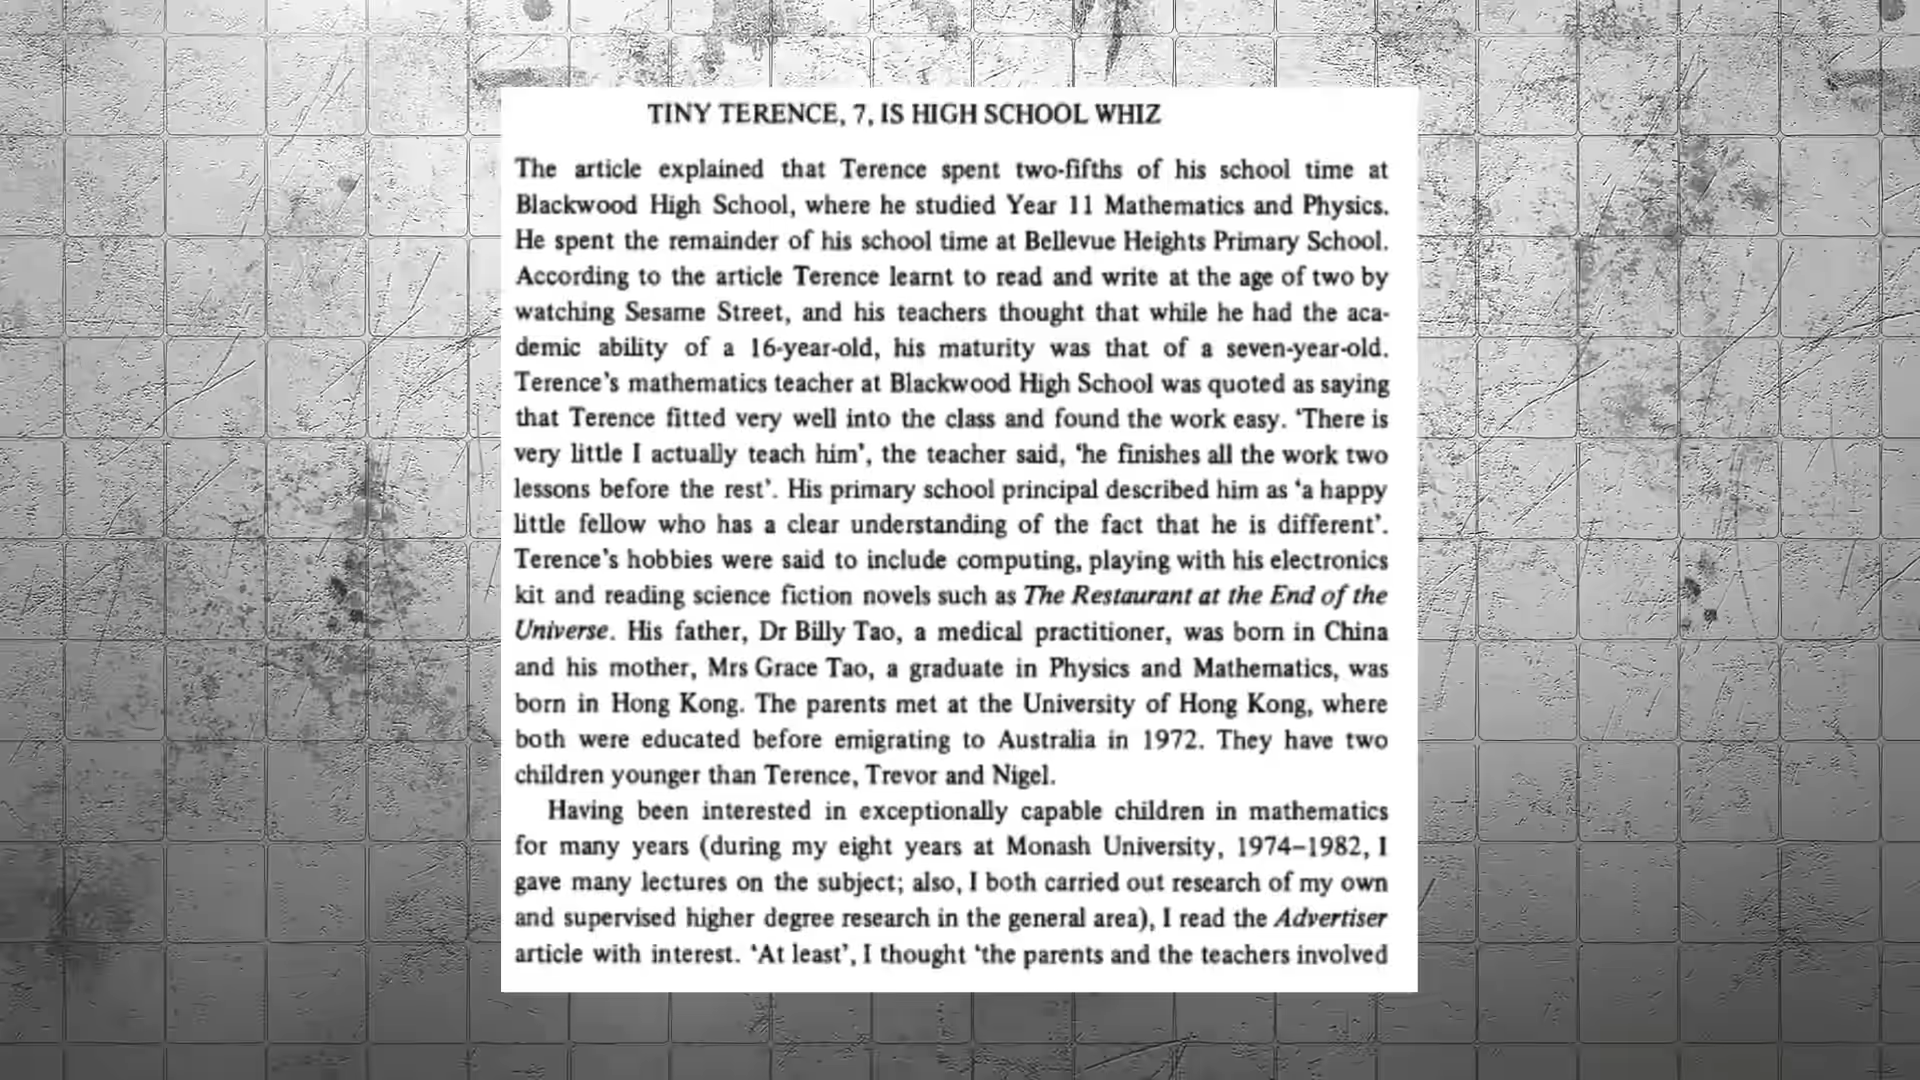 TINY TERENCE, 7, IS HIGH SCHOOL WHIZ
The article explained that Terence spent two-fifths of his school time at
Blackwood High School, where he studied Year 11 Mathematics and Physics.
He spent the remainder of his school time at Bellevue Heights Primary School.
According to the article Terence learnt to read and write at the age of two by
watching Sesame Street, and his teachers thought that while he had the aca-
demic ability of a 16-year-old, his maturity was that of a seven-year-old.
Terence's mathematics teacher at Blackwood High School was quoted as saying
that Terence fitted very well into the class and found the work easy. 'There is
very little I actually teach him', the teacher said, 'he finishes all the work two
lessons before the rest'. His primary school principal described him as 'a happy
little fellow who has a clear understanding of the fact that he is different'.
Terence's hobbies were said to include computing, playing with his electronics
kit and reading science fiction novels such as The Restaurant at the End of the
Universe. His father, Dr Billy Tao, a medical practitioner, was born in China
and his mother, Mrs Grace Tao, a graduate in Physics and Mathematics, was
born in Hong Kong. The parents met at the University of Hong Kong, where
both were educated before emigrating to Australia in 1972. They have two
children younger than Terence, Trevor and Nigel.
Having been interested in exceptionally capable children in mathematics
for many years (during my eight years at Monash University, 1974–1982, I
gave many lectures on the subject; also, I both carried out research of my own
and supervised higher degree research in the general area), I read the Advertiser
article with interest. 'At least', I thought 'the parents and the teachers involved